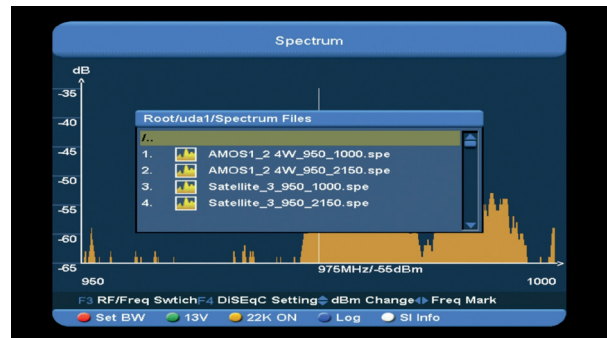 Spectrum
dB
-35
-40
-45
-50
-55
-60
-65
Root/uda1/Spectrum Files
/..
1. AMOS1_2 4W_950_1000.spe
2. AMOS1_2 4W_950_2150.spe
3. Satellite_3_950_1000.spe
4. Satellite_3_950_2150.spe
975MHz/-55dBm
950
1000
F3 RF/Freq Swtich F4 DiSEqC Setting dBm Change Freq Mark
Set BW 13V 22K ON Log SI Info